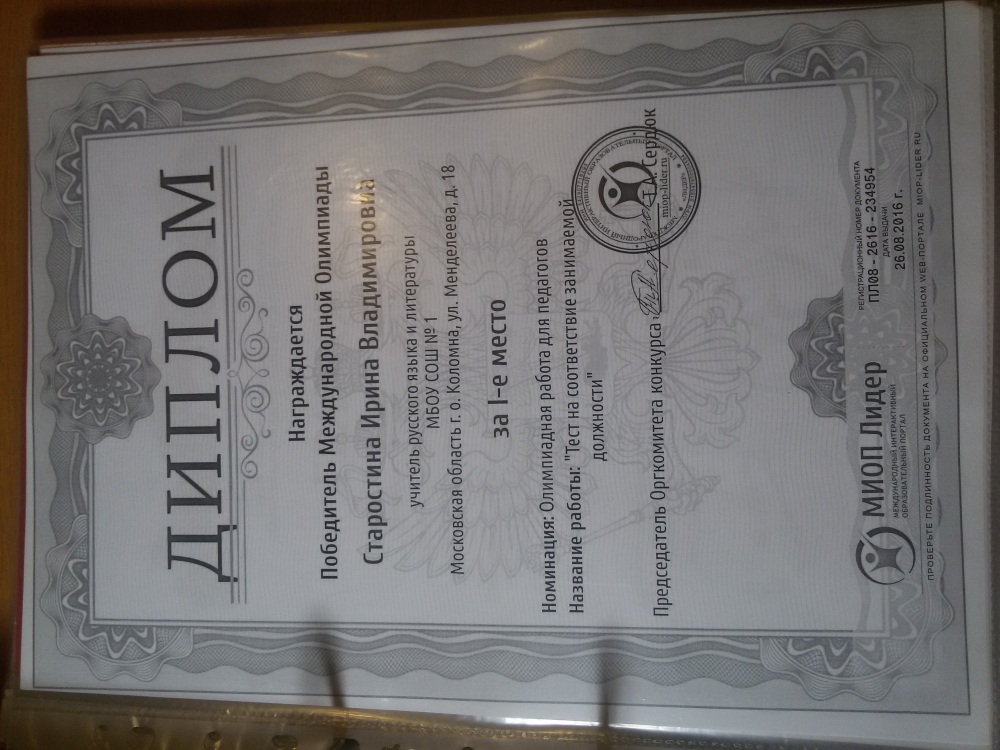 ДИПЛОМ
Награждается
Победитель Международной Олимпиады
Старостина Ирина Владимировна
учитель русского языка и литературы
МБОУ СОШ № 1
Московская область г. о. Коломна, ул. Менделеева, д. 18
за I-е место
Номинация: Олимпиадная работа для педагогов
Название работы: "Тест на соответствие занимаемой
должности"
Председатель Оргкомитета конкурса Т.А. Сердюк
miop-lider.ru
МИОП Лидер
МЕЖДУНАРОДНЫЙ ИНТЕРАКТИВНЫЙ
ОБРАЗОВАТЕЛЬНЫЙ ПОРТАЛ
РЕГИСТРАЦИОННЫЙ НОМЕР ДОКУМЕНТА
ПЛ08 - 2616 - 234954
ДАТА ВЫДАЧИ
26.08.2016 г.
ПРОВЕРЬТЕ ПОДЛИННОСТЬ ДОКУМЕНТА НА ОФИЦИАЛЬНОМ WEB-ПОРТАЛЕ MIOP-LIDER.RU